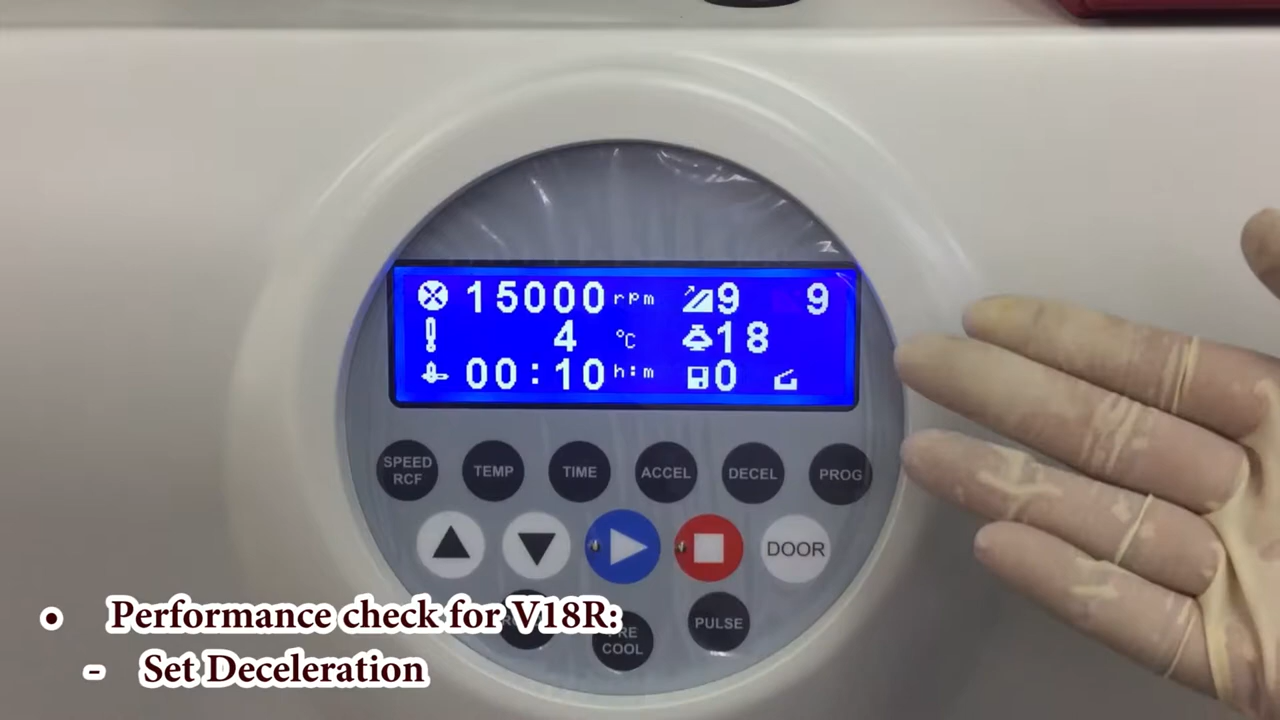 15000 rpm 9 9
4 °C 18
00:10 h:m 0
SPEED RCF TEMP TIME ACCEL DECEL PROG
DOOR
PULSE
COOL
• Performance check for V18R:
- Set Deceleration